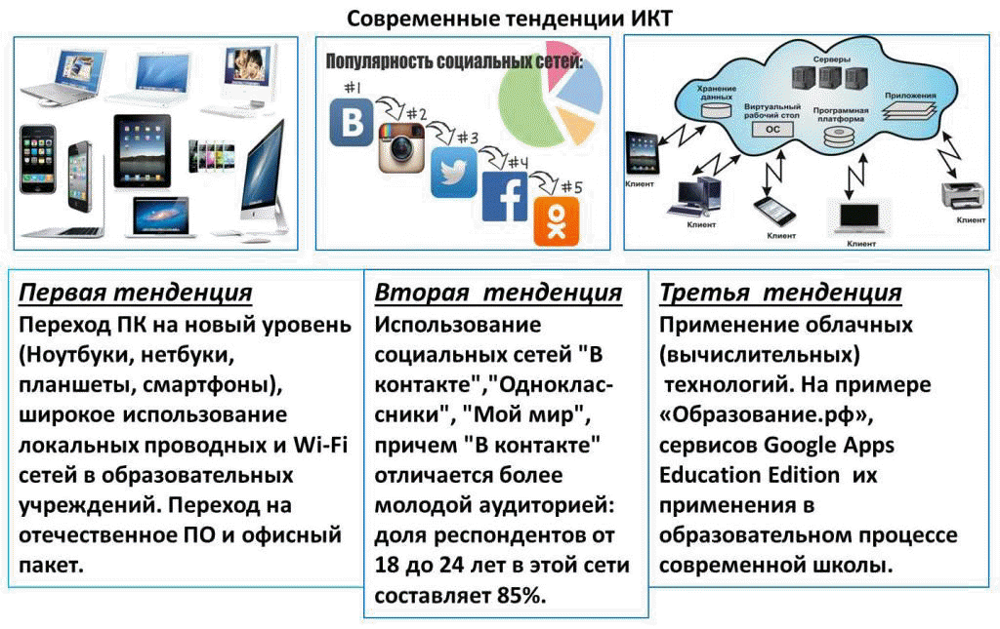 Современные тенденции ИКТ
Популярность социальных сетей:
#1
B
#2
#3
#4
f
#5
Серверы
Хранение
данных
Виртуальный
рабочий стол
ОС
Программная
платформа
Приложения
Клиент
Клиент
Клиент
Клиент
Клиент
Первая тенденция
Переход ПК на новый уровень
(Ноутбуки, нетбуки,
планшеты, смартфоны),
широкое использование
локальных проводных и Wi-Fi
сетей в образовательных
учреждений. Переход на
отечественное ПО и офисный
пакет.
Вторая тенденция
Использование
социальных сетей "В
контакте","Одноклас-
сники", "Мой мир",
причем "В контакте"
отличается более
молодой аудиторией:
доля респондентов от
18 до 24 лет в этой сети
составляет 85%.
Третья тенденция
Применение облачных
(вычислительных)
технологий. На примере
«Образование.рф»,
сервисов Google Apps
Education Edition их
применения в
образовательном процессе
современной школы.